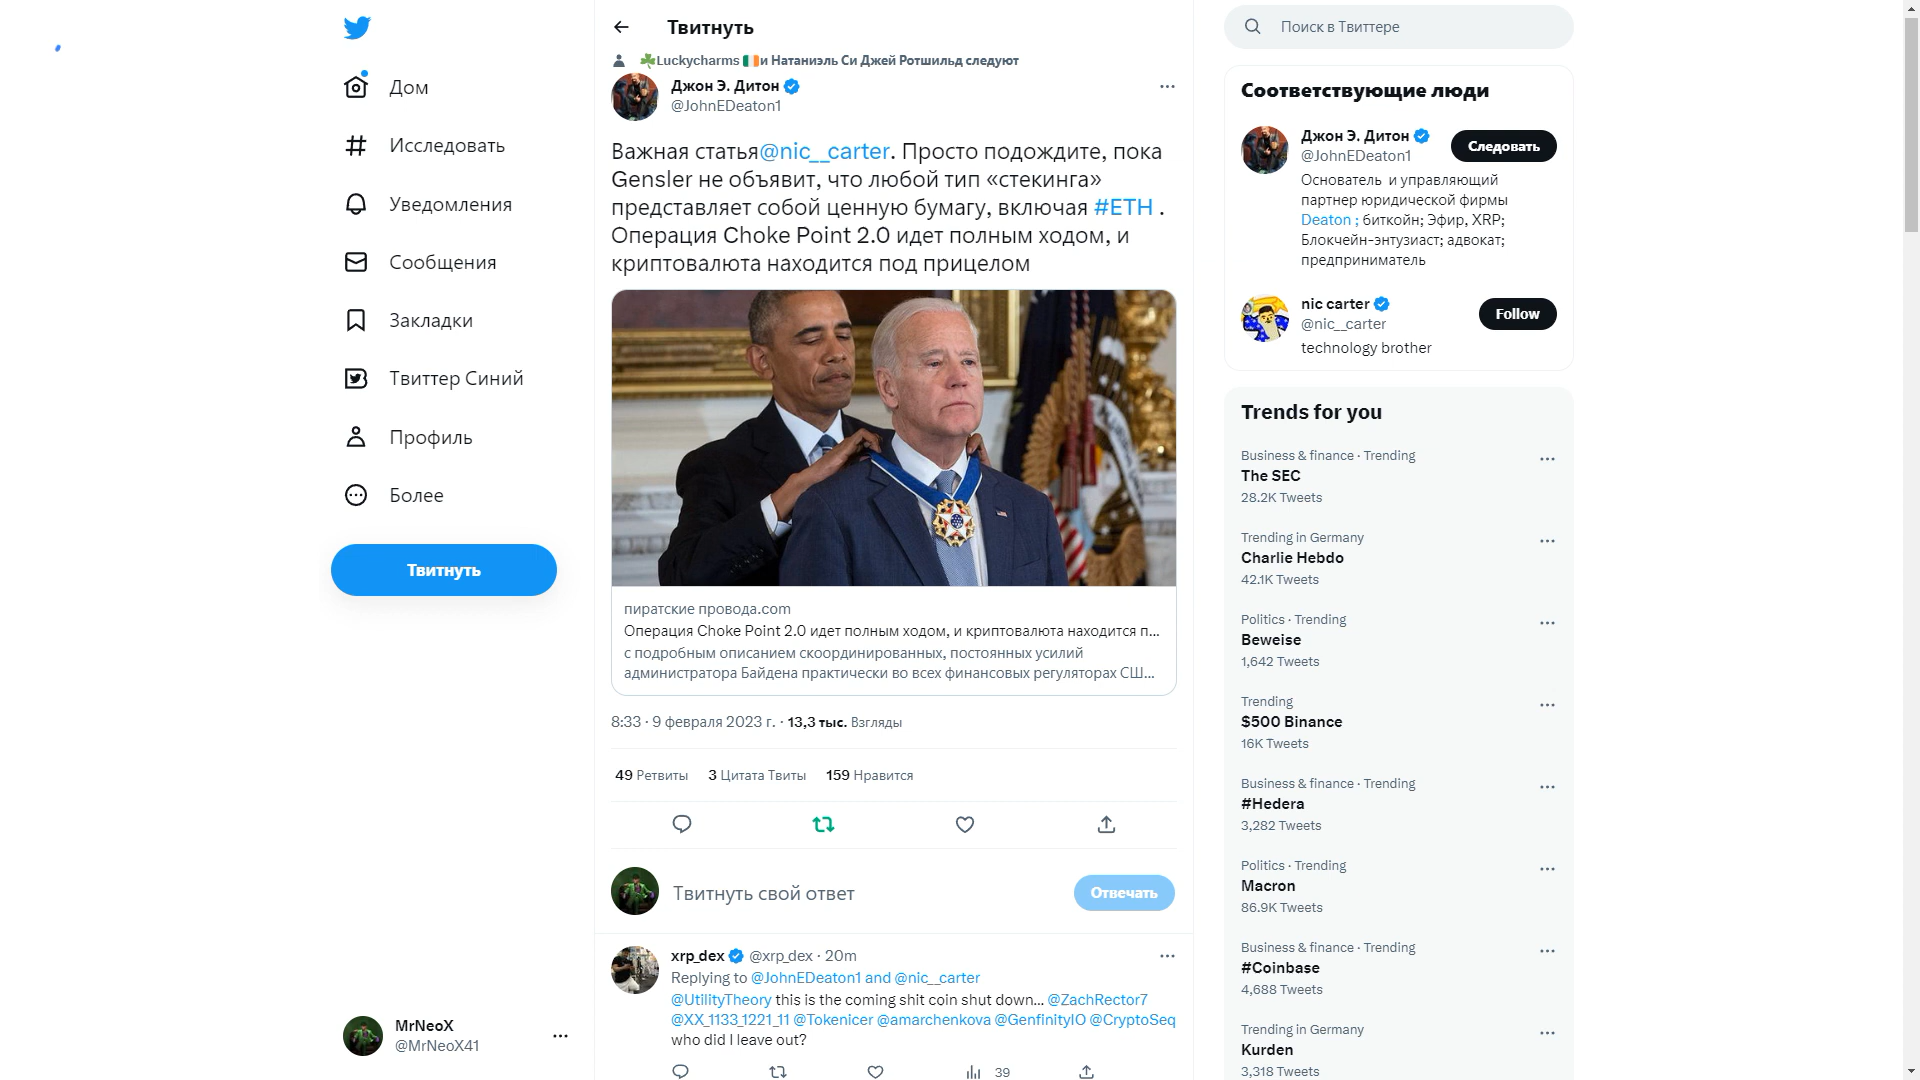 Твитнуть
☘️Luckycharms 🇮🇪и Натаниэль Си Джей Ротшильд следуют
Джон Э. Дитон
@JohnEDeaton1
Важная статья@nic__carter. Просто подождите, пока
Gensler не объявит, что любой тип «стекинга»
представляет собой ценную бумагу, включая #ETH .
Операция Choke Point 2.0 идет полным ходом, и
криптовалюта находится под прицелом
пиратские провода.com
Операция Choke Point 2.0 идет полным ходом, и криптовалюта находится п...
с подробным описанием скоординированных, постоянных усилий
администратора Байдена практически во всех финансовых регуляторах СШ...
8:33 · 9 февраля 2023 г. · 13,3 тыс. Взгляды
49 Ретвиты 3 Цитата Твиты 159 Нравится
Твитнуть свой ответ
Отвечать
xrp_dex @xrp_dex · 20m
Replying to @JohnEDeaton1 and @nic__carter
@UtilityTheory this is the coming shit coin shut down... @ZachRector7
@XX_1133_1221_11 @Tokenicer @amarchenkova @GenfinityIO @CryptoSeq
who did I leave out?
39
Дом
Исследовать
Уведомления
Сообщения
Закладки
Твиттер Синий
Профиль
Более
Твитнуть
MrNeoX
@MrNeoX41
Поиск в Твиттере
Соответствующие люди
Джон Э. Дитон
@JohnEDeaton1
Следовать
Основатель и управляющий
партнер юридической фирмы
Deaton ; биткойн; Эфир, XRP;
Блокчейн-энтузиаст; адвокат;
предприниматель
nic carter
@nic__carter
Follow
technology brother
Trends for you
Business & finance · Trending
The SEC
28.2K Tweets
Trending in Germany
Charlie Hebdo
42.1K Tweets
Politics · Trending
Beweise
1,642 Tweets
Trending
$500 Binance
16K Tweets
Business & finance · Trending
#Hedera
3,282 Tweets
Politics · Trending
Macron
86.9K Tweets
Business & finance · Trending
#Coinbase
4,688 Tweets
Trending in Germany
Kurden
3,318 Tweets